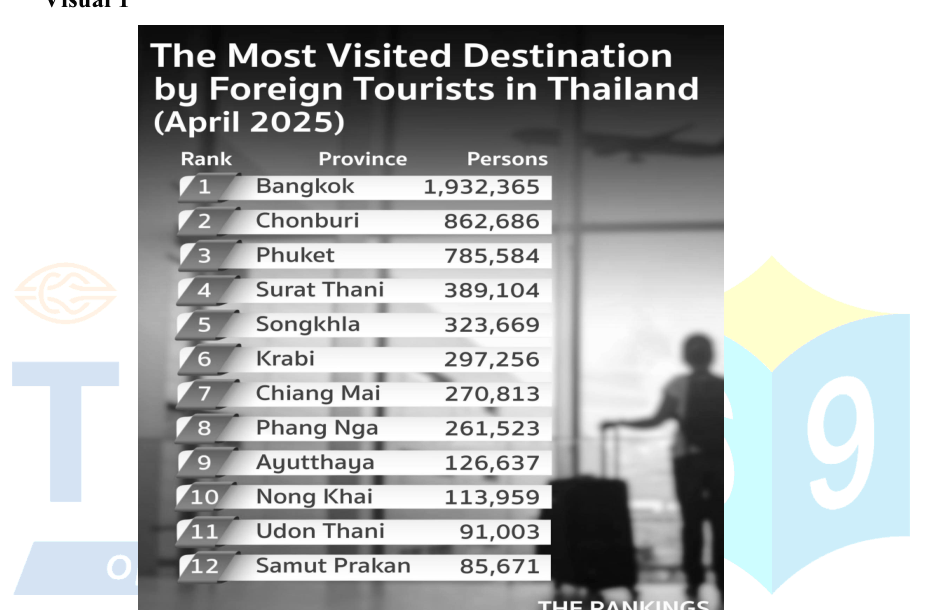 Visual 1
The Most Visited Destination
by Foreign Tourists in Thailand
(April 2025)
Rank Province Persons
1 Bangkok 1,932,365
2 Chonburi 862,686
3 Phuket 785,584
4 Surat Thani 389,104
5 Songkhla 323,669
6 Krabi 297,256
7 Chiang Mai 270,813
8 Phang Nga 261,523
9 Ayutthaya 126,637
10 Nong Khai 113,959
11 Udon Thani 91,003
12 Samut Prakan 85,671
THE RANKINGS
T
9